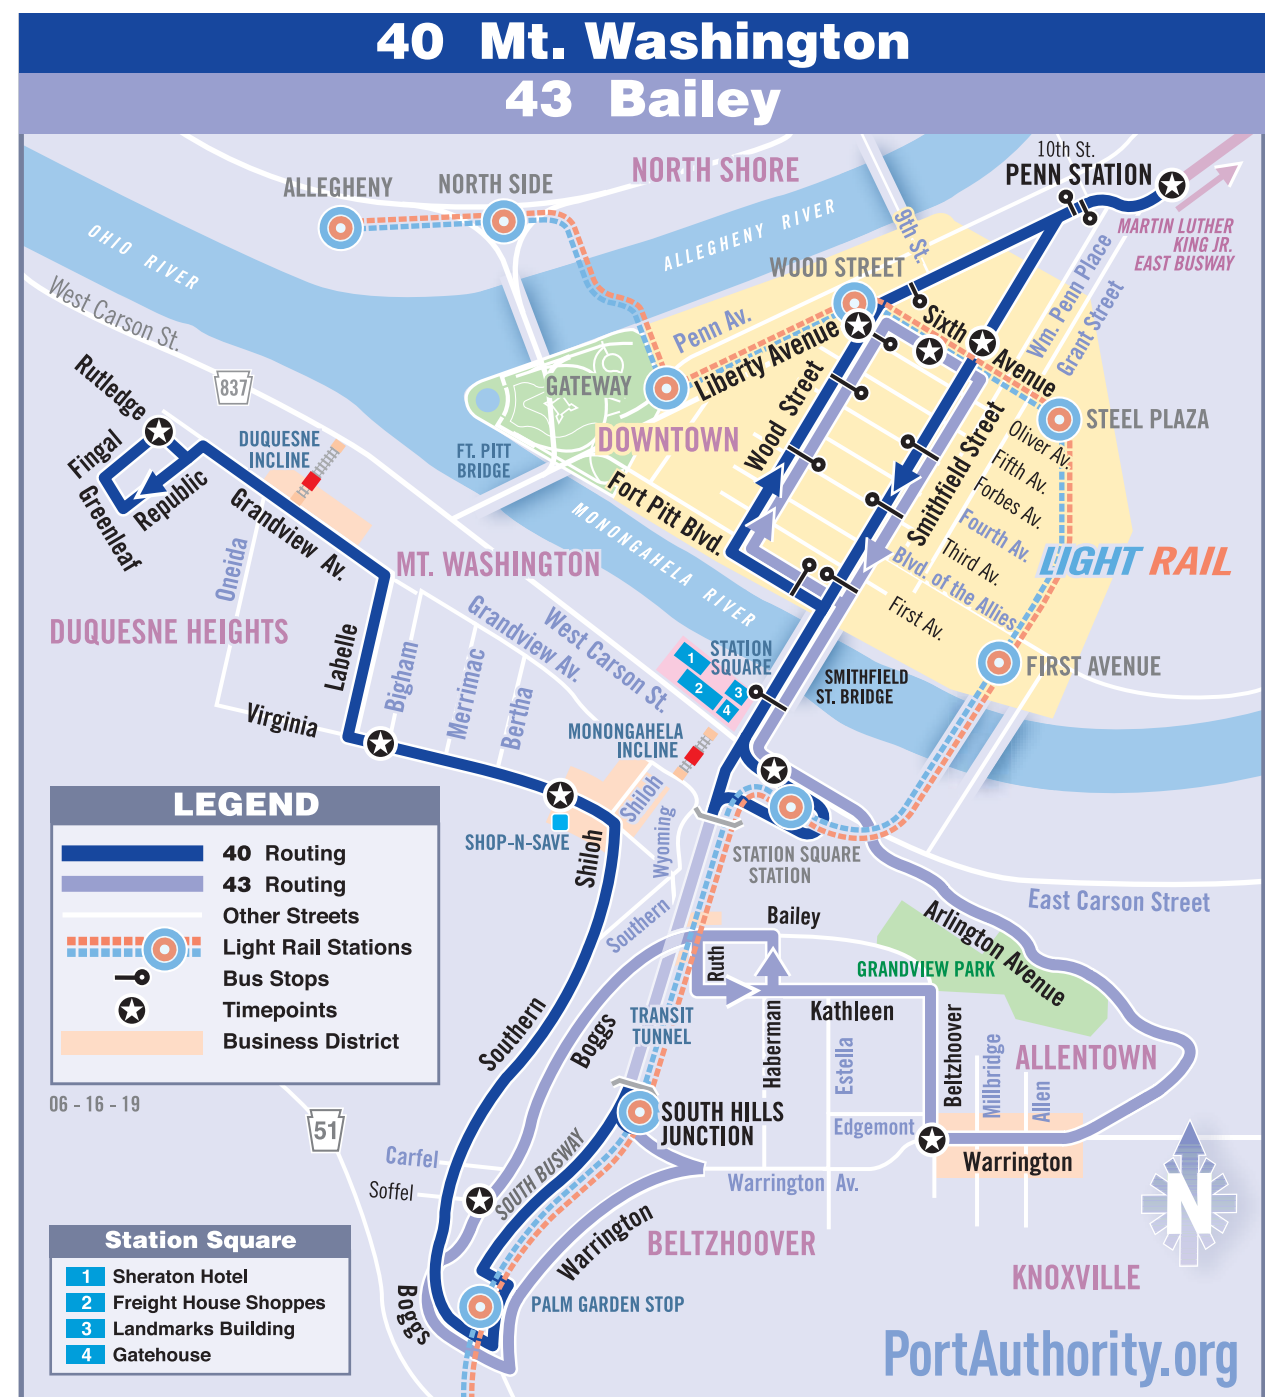 40 Mt. Washington
43 Bailey
10th St.
PENN STATION
NORTH SHORE
ALLEGHENY
NORTH SIDE
MARTIN LUTHER
KING JR.
EAST BUSWAY
OHIO RIVER
ALLEGHENY RIVER
9th St.
Wm. Penn Place
Grant Street
WOOD STREET
West Carson St.
Penn Av.
Sixth Avenue
Liberty Avenue
837
Rutledge
GATEWAY
STEEL PLAZA
DUQUESNE
INCLINE
FT. PITT
BRIDGE
DOWNTOWN
Wood Street
Smithfield Street
Oliver Av.
Fifth Av.
Forbes Av.
Fourth Av.
Third Av.
Blvd. of the Allies
First Av.
Fingal
Greenleaf
Republic
Grandview Av.
Fort Pitt Blvd.
MONONGAHELA RIVER
LIGHT RAIL
Oneida
MT. WASHINGTON
DUQUESNE HEIGHTS
Labelle
Bigham
Merrimac
Bertha
Grandview Av.
West Carson St.
STATION
SQUARE
1
2
3
4
SMITHFIELD
ST. BRIDGE
FIRST AVENUE
Virginia
MONONGAHELA
INCLINE
Shiloh
Wyoming
SHOP-N-SAVE
Shiloh
STATION SQUARE
STATION
East Carson Street
LEGEND
40 Routing
43 Routing
Other Streets
Light Rail Stations
Bus Stops
Timepoints
Business District
06 - 16 - 19
Southern
Bailey
Arlington Avenue
Ruth
GRANDVIEW PARK
Southern
Boggs
TRANSIT
TUNNEL
Haberman
Kathleen
Estella
Beltzhoover
Millbridge
Allen
ALLENTOWN
51
SOUTH HILLS
JUNCTION
Edgemont
Carfel
Soffel
SOUTH BUSWAY
Warrington
Warrington Av.
N
Warrington
BELTZHOOVER
KNOXVILLE
Boggs
PALM GARDEN STOP
Station Square
1 Sheraton Hotel
2 Freight House Shoppes
3 Landmarks Building
4 Gatehouse
PortAuthority.org